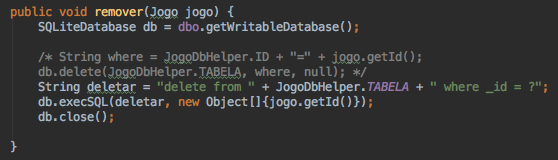 public void remover(Jogo jogo) {
SQLiteDatabase db = dbo.getWritableDatabase();
/* String where = JogoDbHelper.ID + "=" + jogo.getId();
db.delete(JogoDbHelper.TABELA, where, null); */
String deletar = "delete from " + JogoDbHelper.TABELA + " where _id = ?";
db.execSQL(deletar, new Object[]{jogo.getId()});
db.close();
}